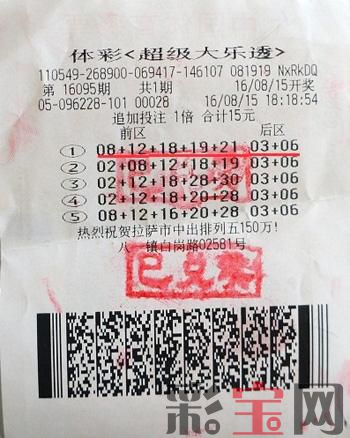 体彩<超级大乐透>
110549-268900-069417-146107 081919 NxRkDQ
第 16095期 共1期 16/08/15开奖
05-096228-101 00028 16/08/15 18:18:54
追加投注 1倍 合计15元
前区 后区
① 08+12+18+19+21 03+06
② 02+08+12+18+19 03+06
③ 02+12+18+28+30 03+06
④ 02+18+19+20+28 03+06
⑤ 08+12+16+20+28 03+06
热烈祝贺拉萨市中出排列五150万!
八一镇白岗路02581号
已兑奖
彩宝网